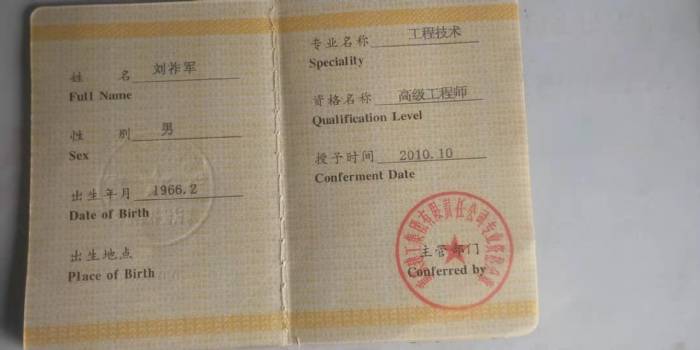 姓 名 刘祚军
Full Name
性 别 男
Sex
出生年月 1966.2
Date of Birth
出生地点
Place of Birth
专业名称 工程技术
Speciality
资格名称 高级工程师
Qualification Level
授予时间 2010.10
Conferment Date
主管部门
Conferred by